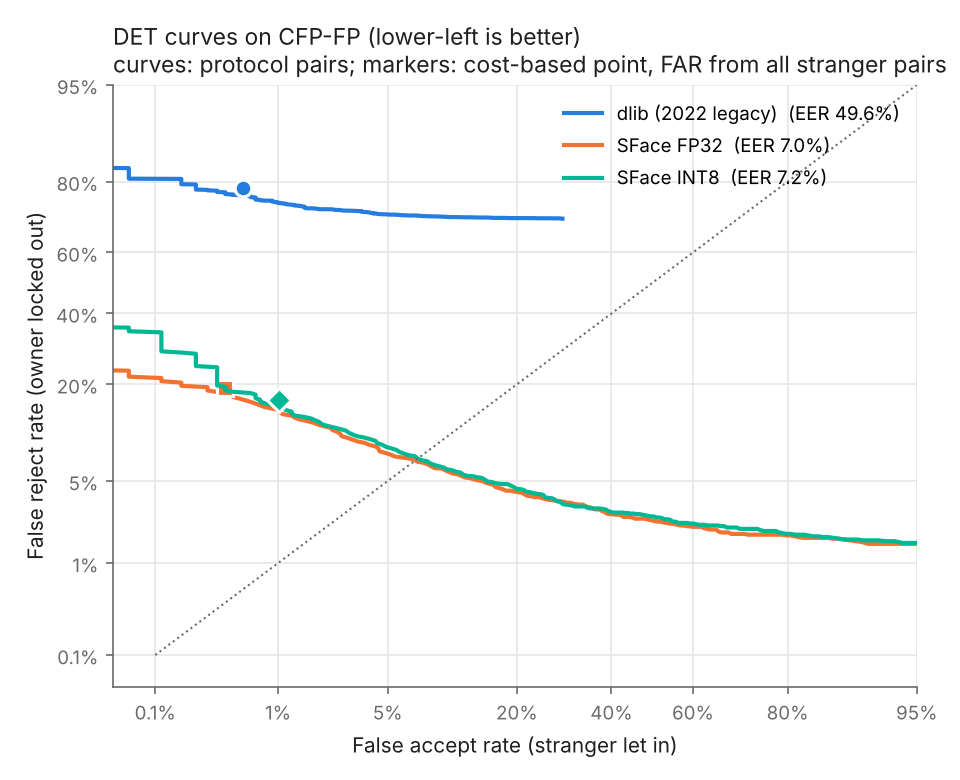 DET curves on CFP-FP (lower-left is better)
curves: protocol pairs; markers: cost-based point, FAR from all stranger pairs
dlib (2022 legacy)  (EER 49.6%)
SFace FP32  (EER 7.0%)
SFace INT8  (EER 7.2%)
False reject rate (owner locked out)
95%
80%
60%
40%
20%
5%
1%
0.1%
0.1%
1%
5%
20%
40%
60%
80%
95%
False accept rate (stranger let in)